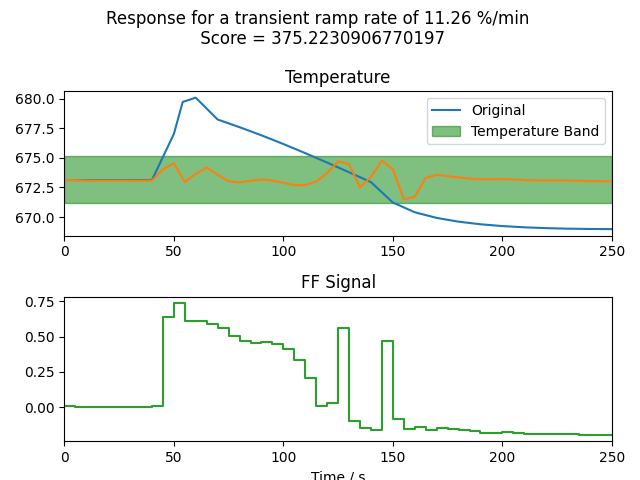 Response for a transient ramp rate of 11.26 %/min
Score = 375.2230906770197
Temperature
680.0
677.5
675.0
672.5
670.0
Original
Temperature Band
0 50 100 150 200 250
FF Signal
0.75
0.50
0.25
0.00
0 50 100 150 200 250
Time / s